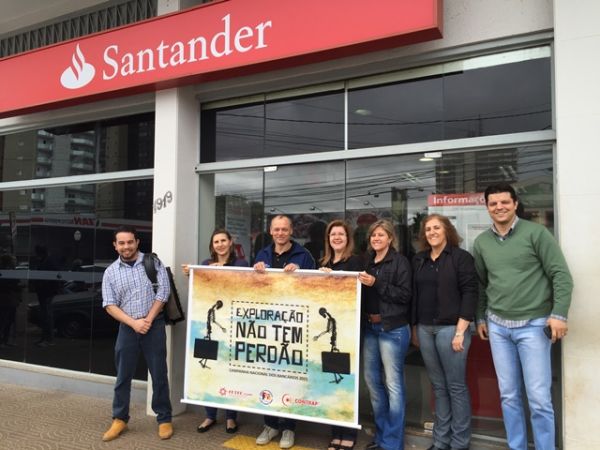 Santander
1919
Informações
EXPLORAÇÃO
NÃO TEM
PERDÃO
CAMPANHA NACIONAL DOS BANCÁRIOS 2015
CONTRAF